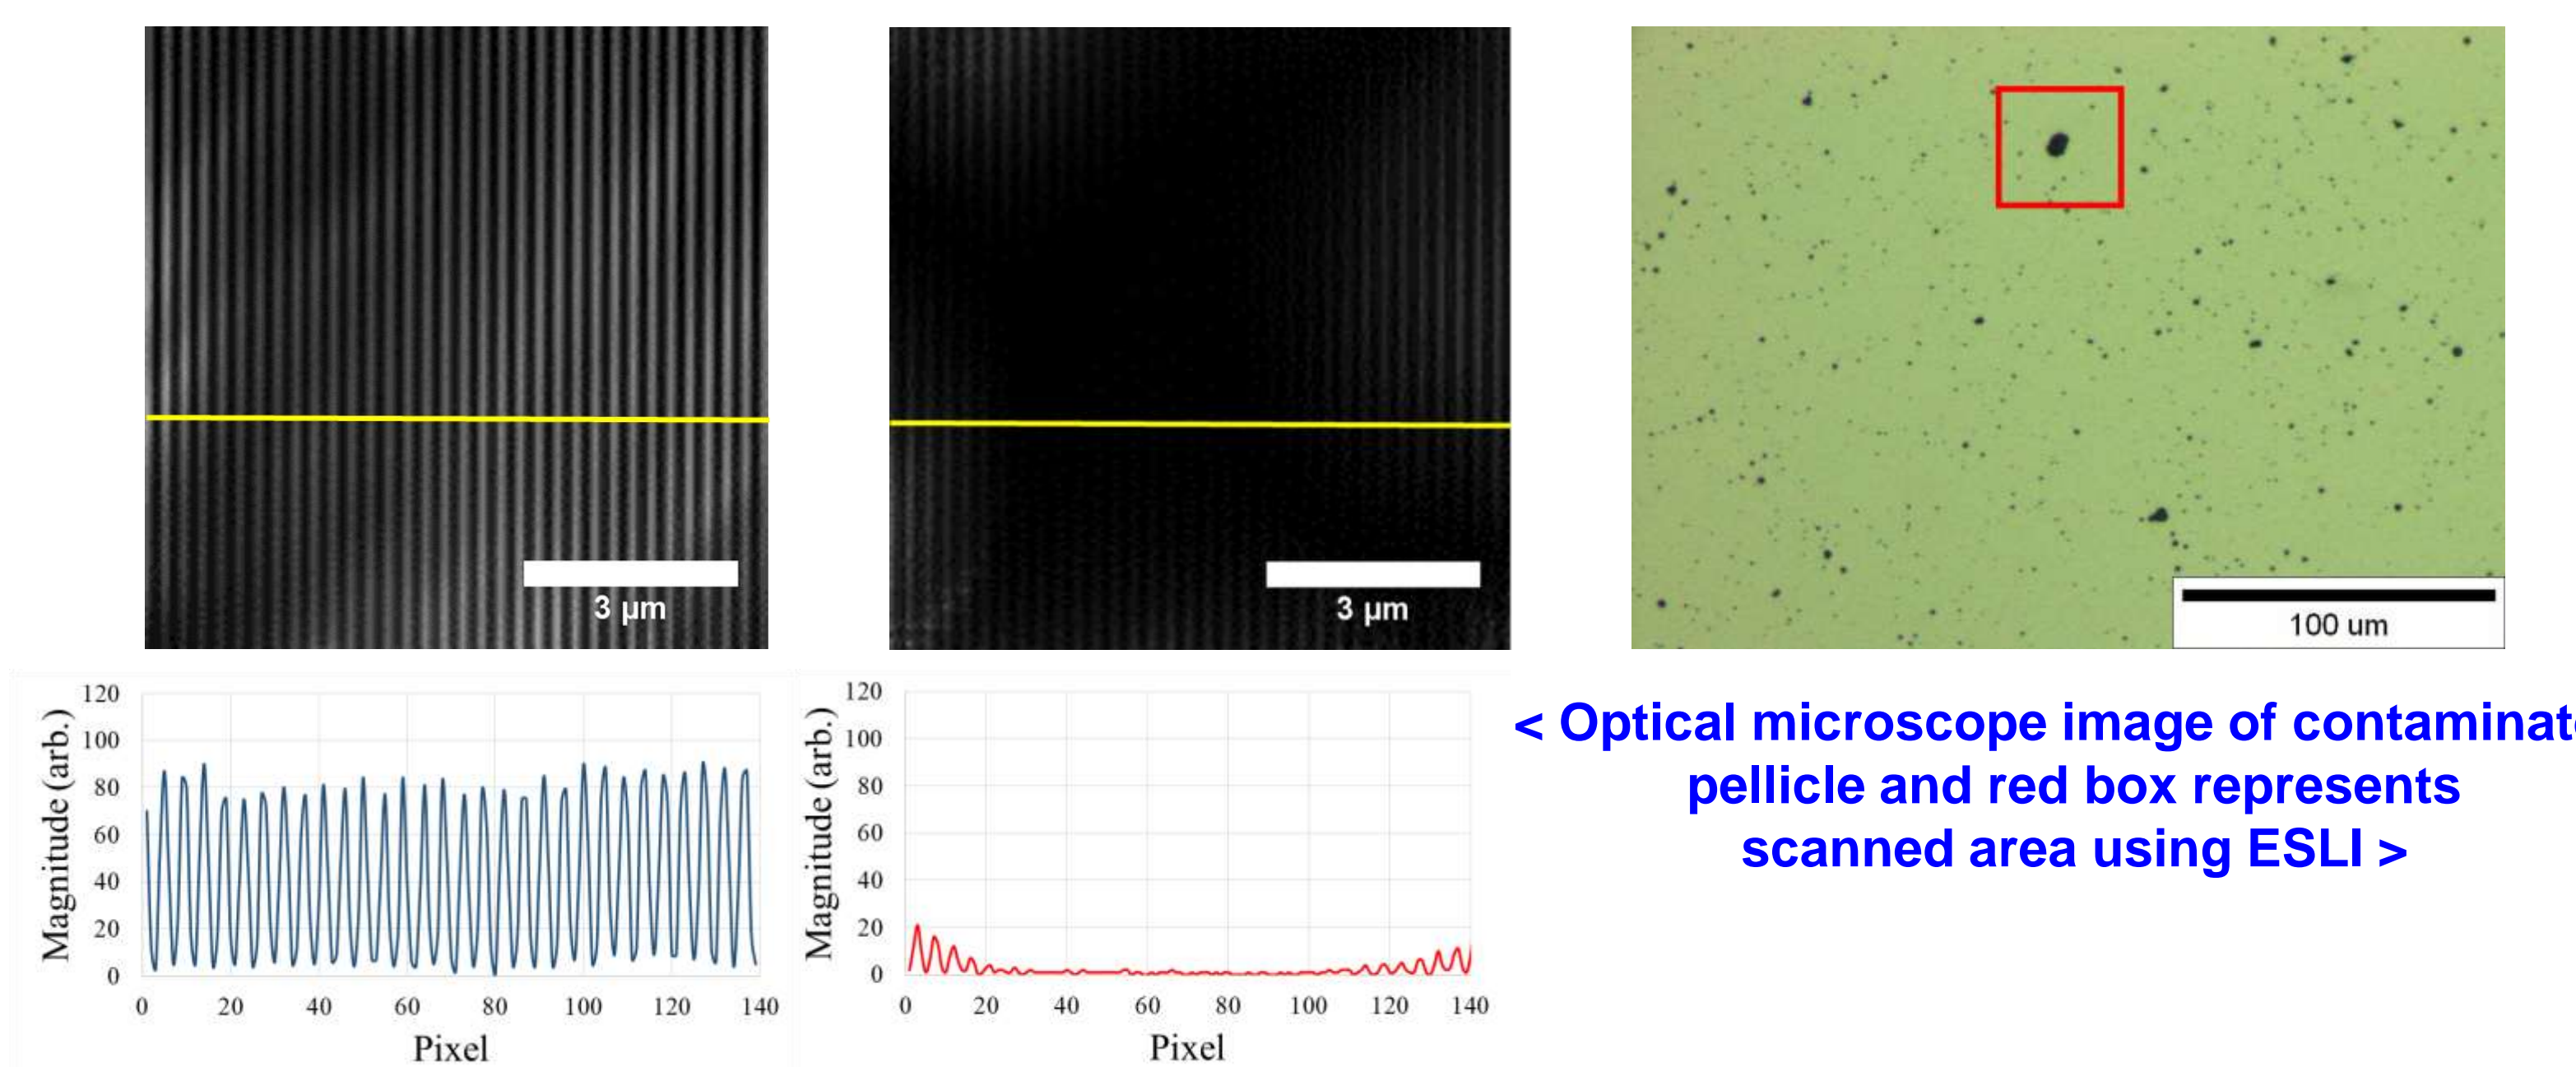 3 µm
3 µm
100 um
Magnitude (arb.)
120
100
80
60
40
20
0
0 20 40 60 80 100 120 140
Pixel
Magnitude (arb.)
120
100
80
60
40
20
0
0 20 40 60 80 100 120 140
Pixel
< Optical microscope image of contaminate
pellicle and red box represents
scanned area using ESLI >